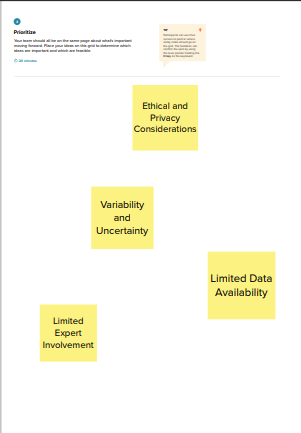 Prioritize
Your team should all be on the same page about what's important
moving forward. Place your ideas on this grid to determine which
ideas are important and which are feasible.
20 minutes
Ethical and
Privacy
Considerations
Variability
and
Uncertainty
Limited Data
Availability
Limited
Expert
Involvement